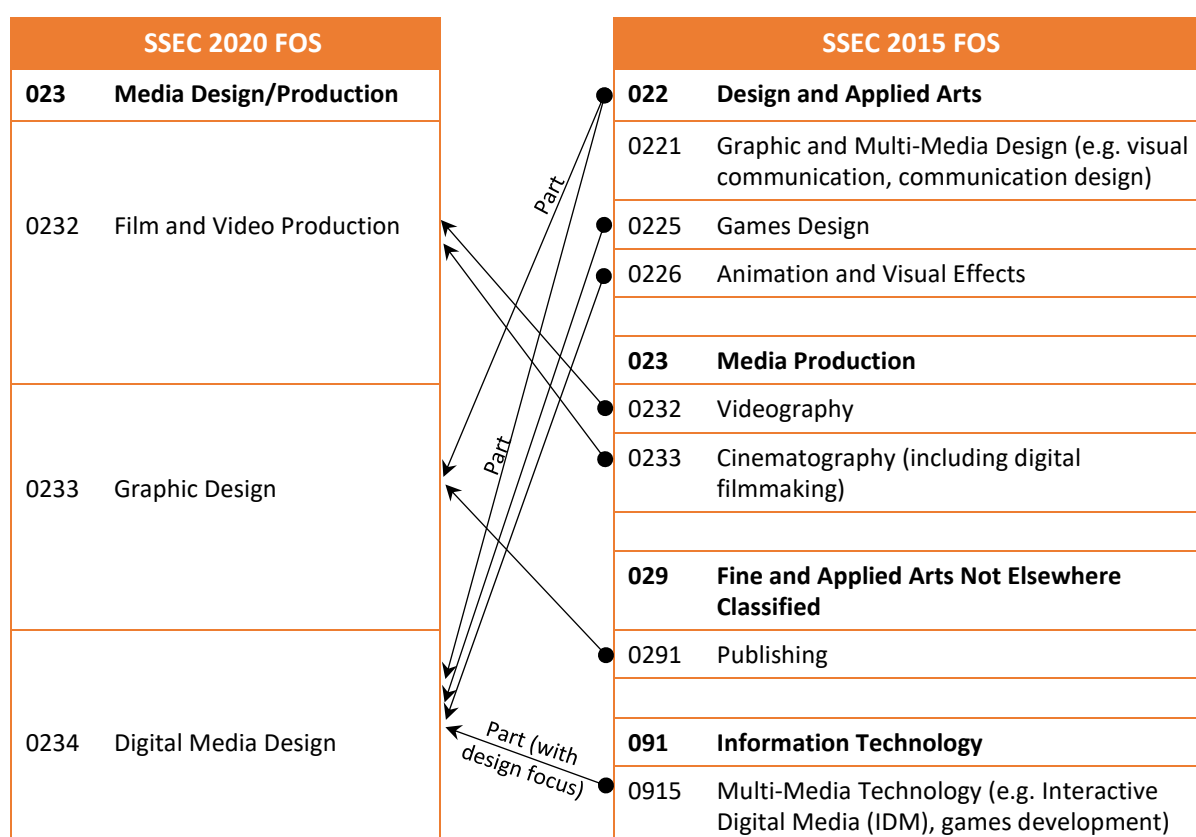 SSEC 2020 FOS
023 Media Design/Production
0232 Film and Video Production
0233 Graphic Design
0234 Digital Media Design
Part
Part
Part (with
design focus)
SSEC 2015 FOS
022 Design and Applied Arts
0221 Graphic and Multi-Media Design (e.g. visual
communication, communication design)
0225 Games Design
0226 Animation and Visual Effects
023 Media Production
0232 Videography
0233 Cinematography (including digital
filmmaking)
029 Fine and Applied Arts Not Elsewhere
Classified
0291 Publishing
091 Information Technology
0915 Multi-Media Technology (e.g. Interactive
Digital Media (IDM), games development)